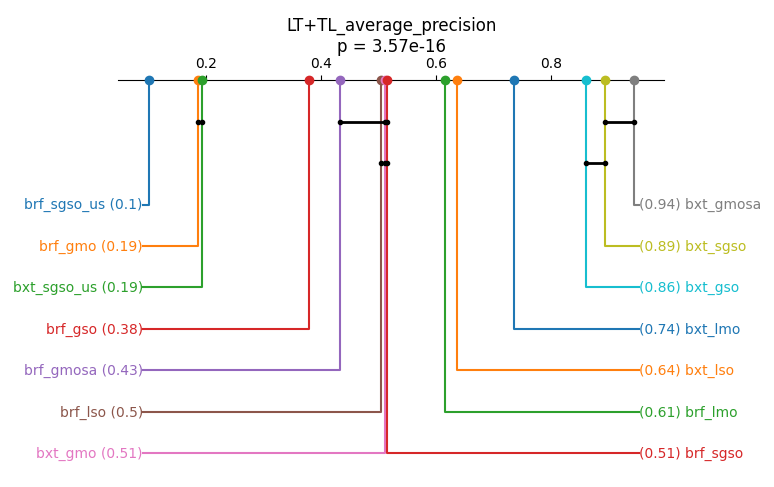 LT+TL_average_precision
p = 3.57e-16
0.2 0.4 0.6 0.8
brf_sgso_us (0.1) (0.94) bxt_gmosa
brf_gmo (0.19) (0.89) bxt_sgso
bxt_sgso_us (0.19) (0.86) bxt_gso
brf_gso (0.38) (0.74) bxt_lmo
brf_gmosa (0.43) (0.64) bxt_lso
brf_lso (0.5) (0.61) brf_lmo
bxt_gmo (0.51) (0.51) brf_sgso